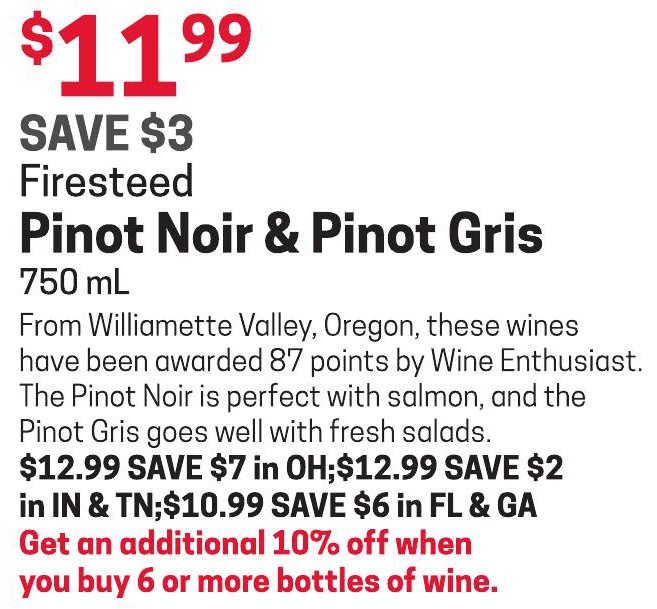 $11 99
SAVE $3
Firesteed
Pinot Noir & Pinot Gris
750 mL
From Williamette Valley, Oregon, these wines
have been awarded 87 points by Wine Enthusiast.
The Pinot Noir is perfect with salmon, and the
Pinot Gris goes well with fresh salads.
$12.99 SAVE $7 in OH;$12.99 SAVE $2
in IN & TN;$10.99 SAVE $6 in FL & GA
Get an additional 10% off when
you buy 6 or more bottles of wine.